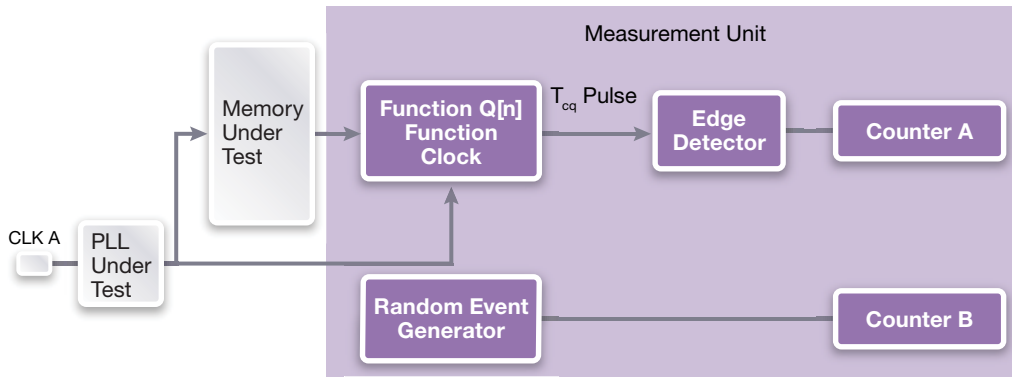 Measurement Unit
Memory
Under
Test
Function Q[n]
Function
Clock
T_cq Pulse
Edge
Detector
Counter A
CLK A
PLL
Under
Test
Random Event
Generator
Counter B